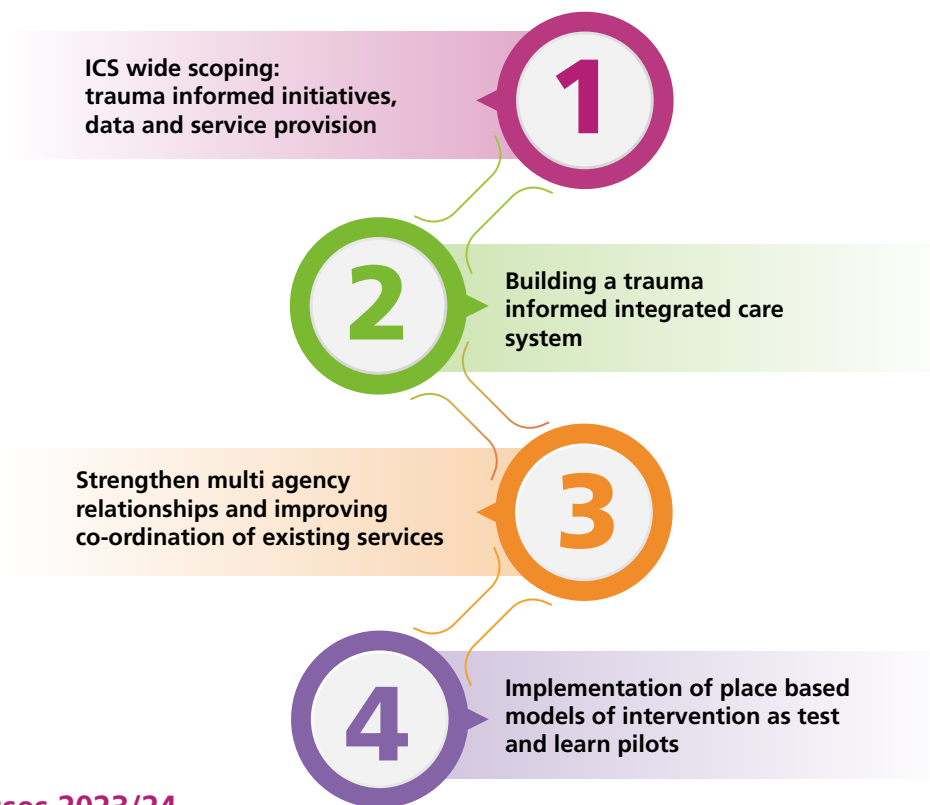 ICS wide scoping:
trauma informed initiatives,
data and service provision
1
2
Building a trauma
informed integrated care
system
Strengthen multi agency
relationships and improving
co-ordination of existing services
3
4
Implementation of place based
models of intervention as test
and learn pilots
2023/24